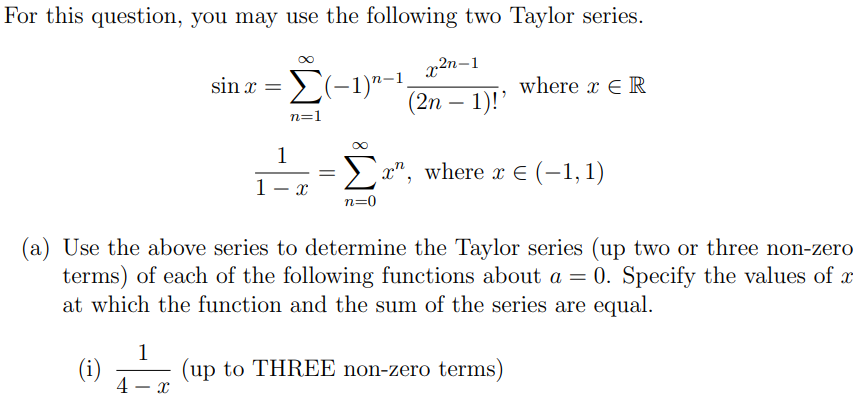 For this question, you may use the following two Taylor series.
sin x = ∑_{n=1}^{∞} (−1)^{n−1} x^{2n−1}/(2n − 1)!, where x ∈ ℝ
1/(1 − x) = ∑_{n=0}^{∞} x^n, where x ∈ (−1, 1)
(a) Use the above series to determine the Taylor series (up two or three non-zero
terms) of each of the following functions about a = 0. Specify the values of x
at which the function and the sum of the series are equal.
(i) 1/(4 − x) (up to THREE non-zero terms)